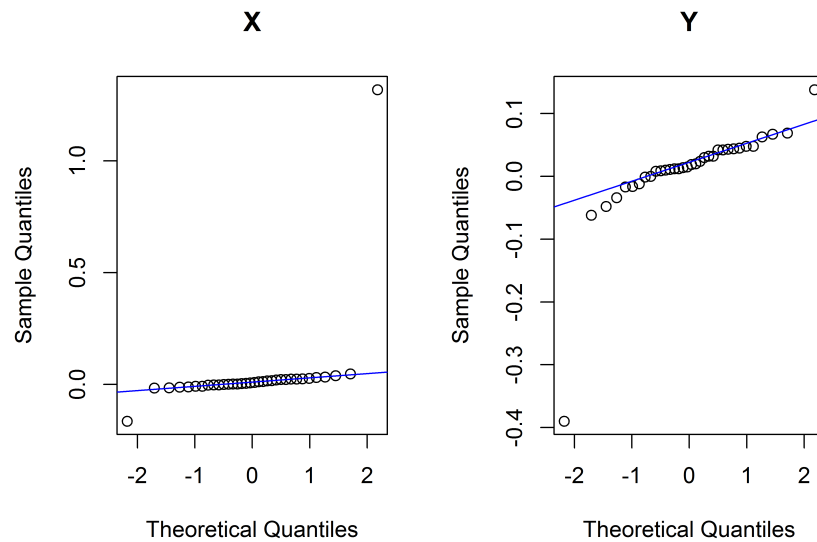 X
Sample Quantiles
1.0
0.5
0.0
-2 -1 0 1 2
Theoretical Quantiles
Y
Sample Quantiles
0.1
0.0
-0.1
-0.2
-0.3
-0.4
-2 -1 0 1 2
Theoretical Quantiles